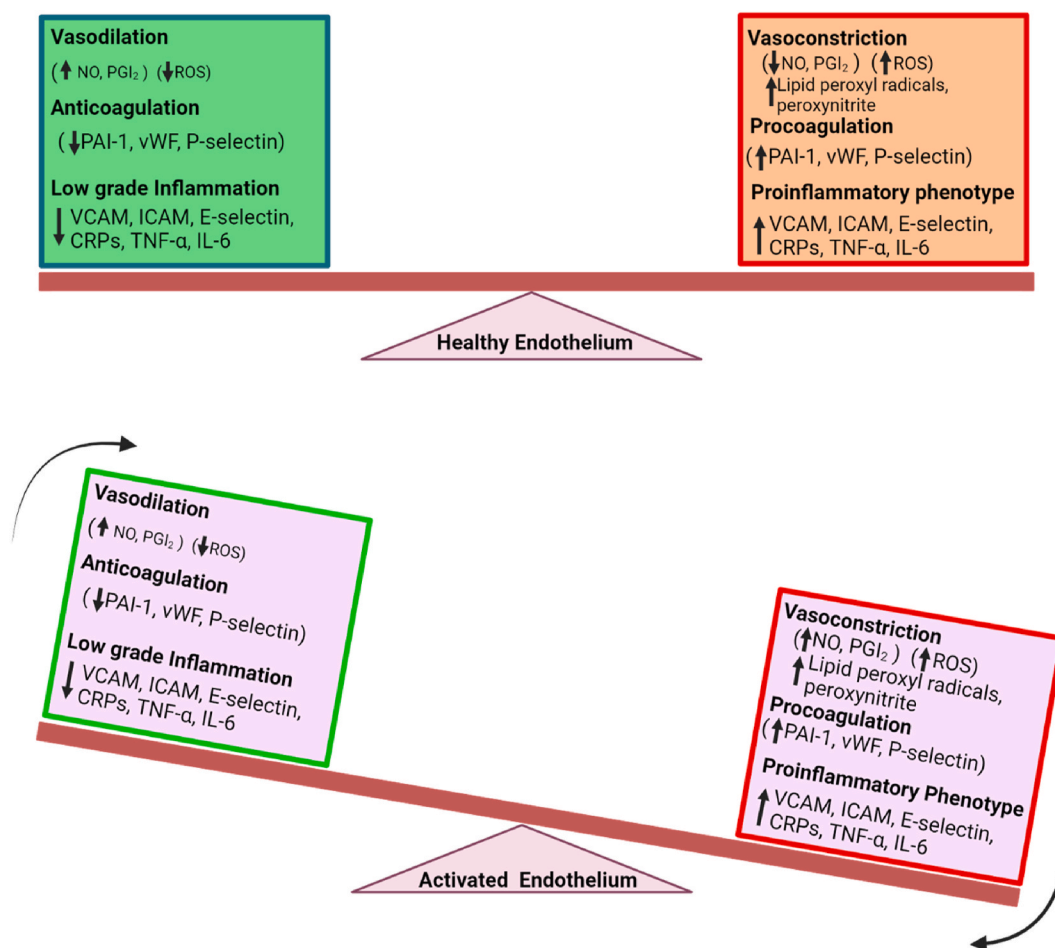 Vasodilation
(↑ NO, PGI₂) (↓ROS)
Anticoagulation
(↓PAI-1, vWF, P-selectin)
Low grade Inflammation
↓ VCAM, ICAM, E-selectin,
CRPs, TNF-α, IL-6
Vasoconstriction
(↓NO, PGI₂) (↑ROS)
↑Lipid peroxyl radicals,
peroxynitrite
Procoagulation
(↑PAI-1, vWF, P-selectin)
Proinflammatory phenotype
↑ VCAM, ICAM, E-selectin,
CRPs, TNF-α, IL-6
Healthy Endothelium
Vasodilation
(↑ NO, PGI₂) (↓ROS)
Anticoagulation
(↓PAI-1, vWF, P-selectin)
Low grade Inflammation
↓ VCAM, ICAM, E-selectin,
CRPs, TNF-α, IL-6
Vasoconstriction
(↑NO, PGI₂) (↑ROS)
↑ Lipid peroxyl radicals,
peroxynitrite
Procoagulation
(↑PAI-1, vWF, P-selectin)
Proinflammatory Phenotype
↑ VCAM, ICAM, E-selectin,
CRPs, TNF-α, IL-6
Activated Endothelium